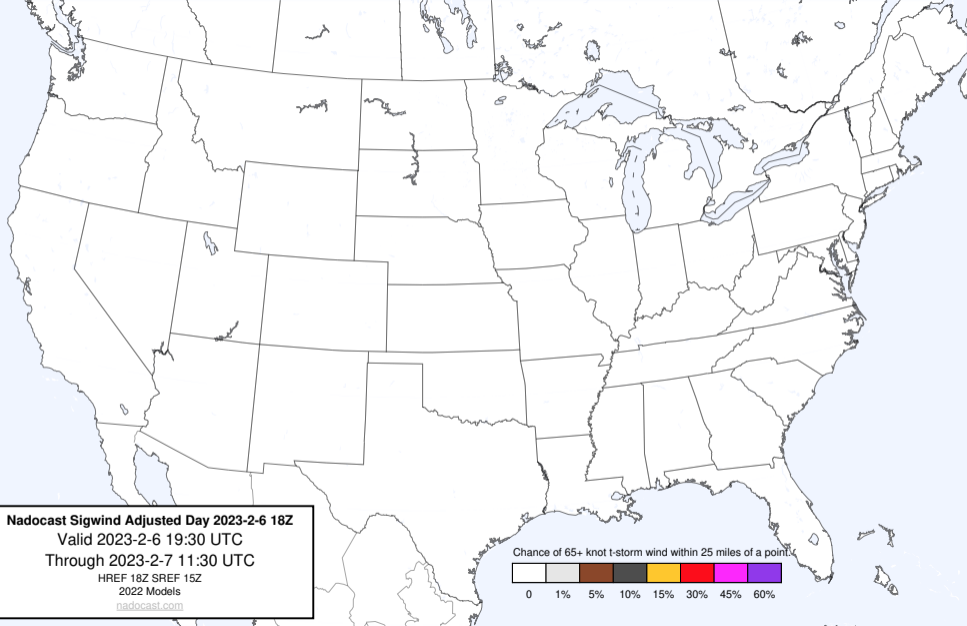 Nadocast Sigwind Adjusted Day 2023-2-6 18Z
Valid 2023-2-6 19:30 UTC
Through 2023-2-7 11:30 UTC
HREF 18Z SREF 15Z
2022 Models
nadocast.com
Chance of 65+ knot t-storm wind within 25 miles of a point.
0 1% 5% 10% 15% 30% 45% 60%